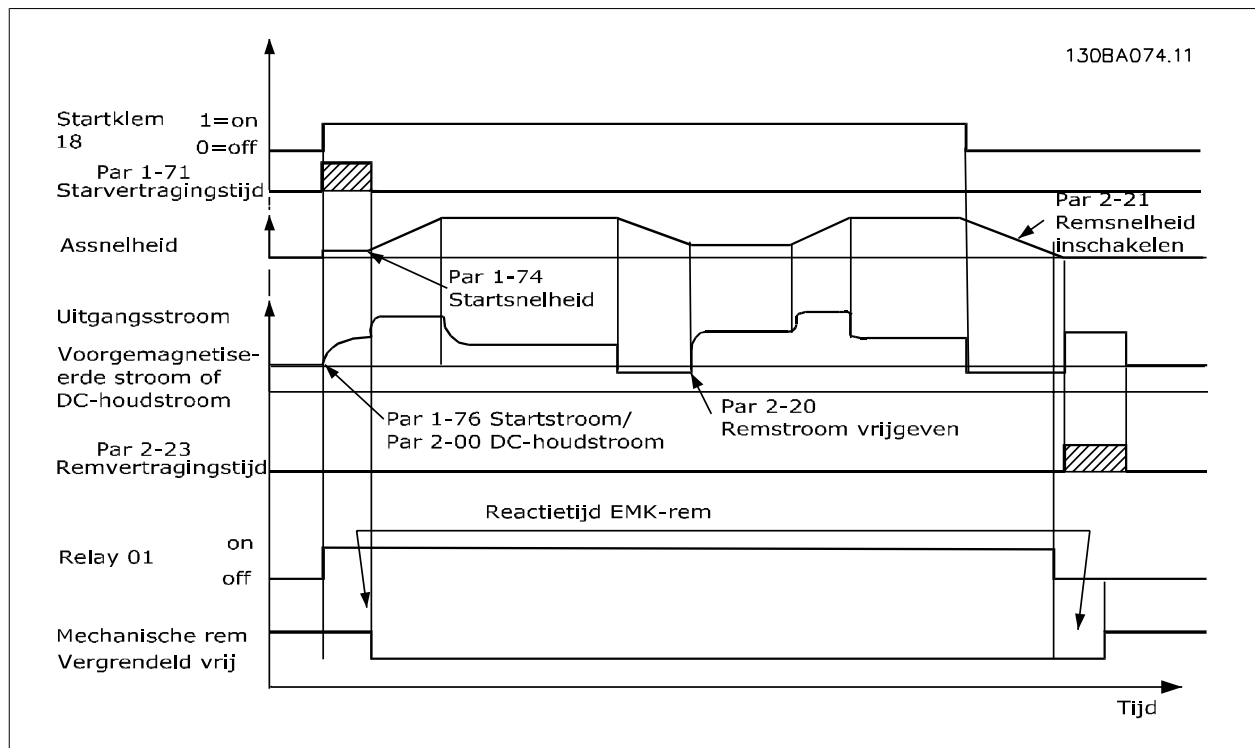 130BA074.11
Startklem 1=on
18 0=off
Par 1-71
Starvertragingstijd
Par 2-21
Remsnelheid
inschakelen
Assnelheid
Par 1-74
Startsnelheid
Uitgangsstroom
Voorgemagnetise-
erde stroom of
DC-houdstroom
Par 1-76 Startstroom/
Par 2-00 DC-houdstroom
Par 2-20
Remstroom vrijgeven
Par 2-23
Remvertragingstijd
Reactietijd EMK-rem
on
Relay 01
off
Mechanische rem
Vergrendeld vrij
Tijd